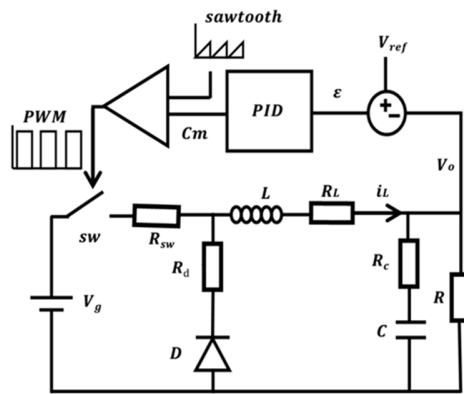 sawtooth
V_ref
PWM
Cm
PID
ε
+
-
V_o
L
R_L
i_L
sw
R_sw
R_d
R_c
R
V_g
D
C